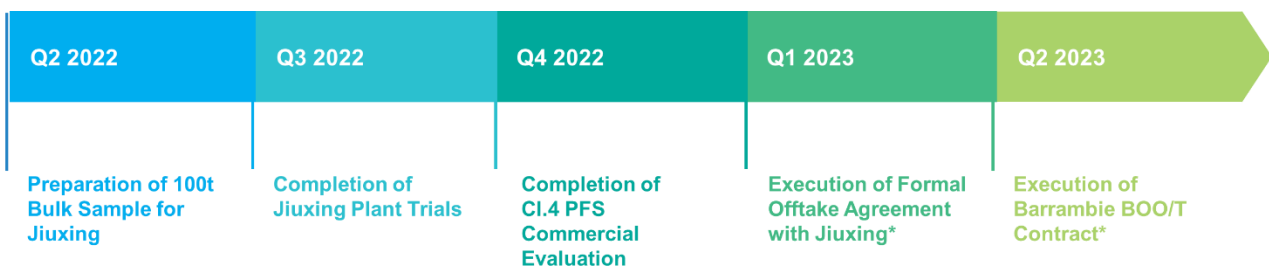 Q2 2022
Q3 2022
Q4 2022
Q1 2023
Q2 2023
Preparation of 100t
Bulk Sample for
Jiuxing
Completion of
Jiuxing Plant Trials
Completion of
Cl.4 PFS
Commercial
Evaluation
Execution of Formal
Offtake Agreement
with Jiuxing*
Execution of
Barrambie BOO/T
Contract*